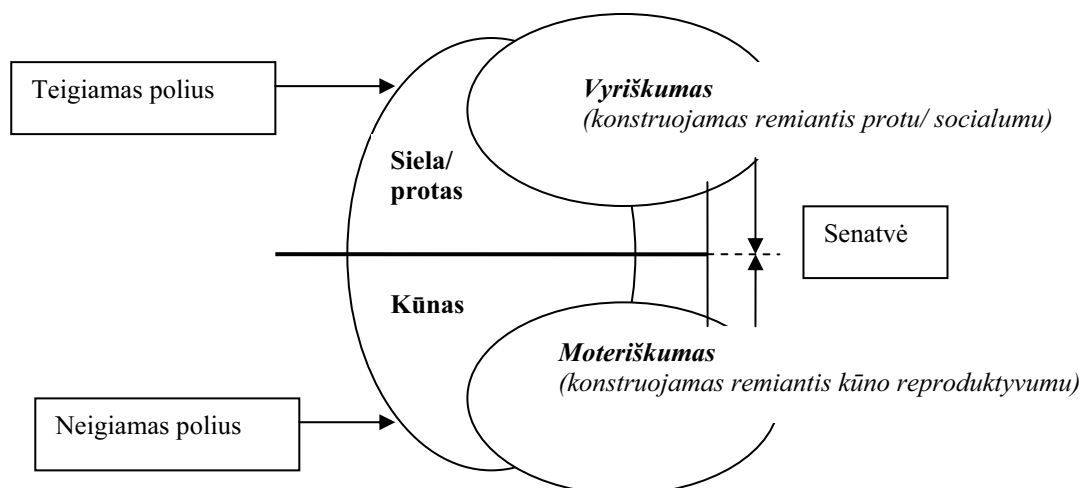 Teigiamas polius
Vyriškumas
(konstruojamas remiantis protu/ socialumu)
Siela/
protas
Senatvė
Kūnas
Moteriškumas
(konstruojamas remiantis kūno reproduktyvumu)
Neigiamas polius